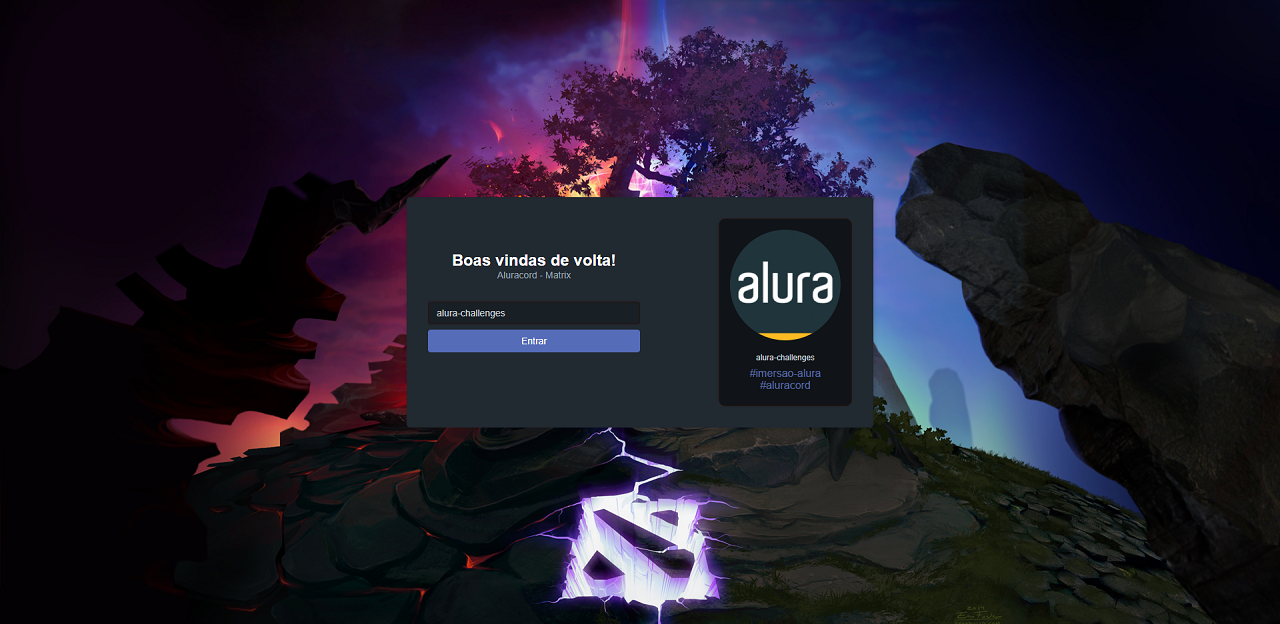 Boas vindas de volta!
Aluracord - Matrix
alura-challenges
Entrar
alura
alura-challenges
#imersao-alura
#aluracord